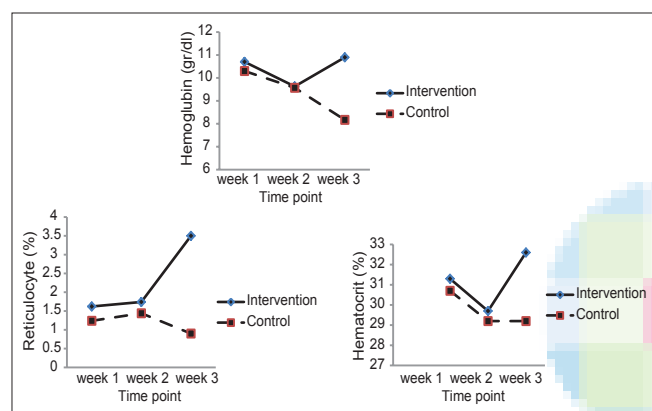 Hemoglubin (gr/dl)
12
11
10
9
8
7
6
week 1 week 2 week 3
Time point
Intervention
Control
Reticulocyte (%)
4
3.5
3
2.5
2
1.5
1
0.5
0
week 1 week 2 week 3
Time point
Intervention
Control
Hematocrit (%)
33
32
31
30
29
28
27
week 1 week 2 week 3
Time point
Intervention
Control